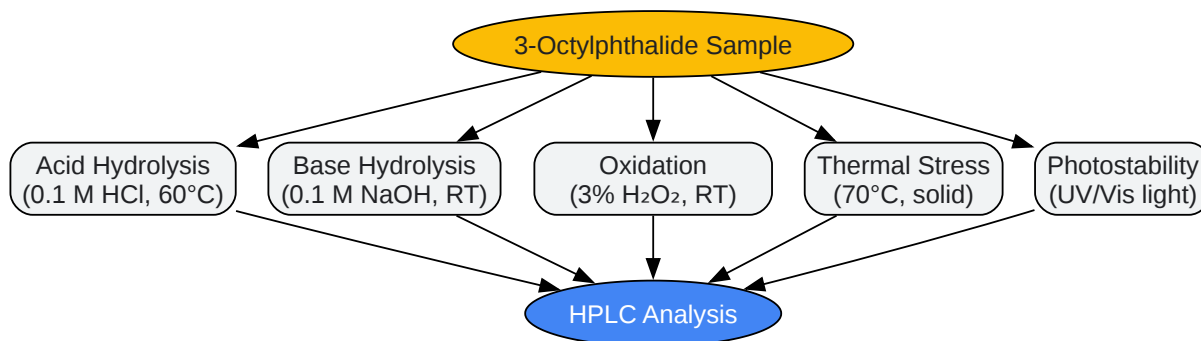 3-Octylphthalide Sample
Acid Hydrolysis
(0.1 M HCl, 60°C)
Base Hydrolysis
(0.1 M NaOH, RT)
Oxidation
(3% H₂O₂, RT)
Thermal Stress
(70°C, solid)
Photostability
(UV/Vis light)
HPLC Analysis